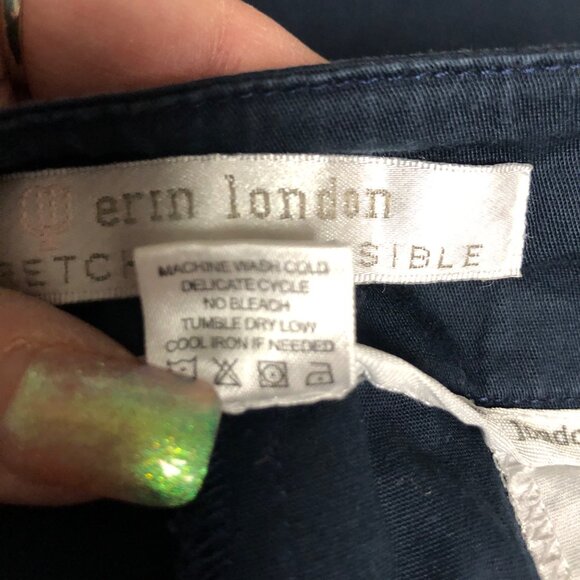 erin london
ETCH SIBLE
MACHINE WASH COLD
DELICATE CYCLE
NO BLEACH
TUMBLE DRY LOW
COOL IRON IF NEEDED